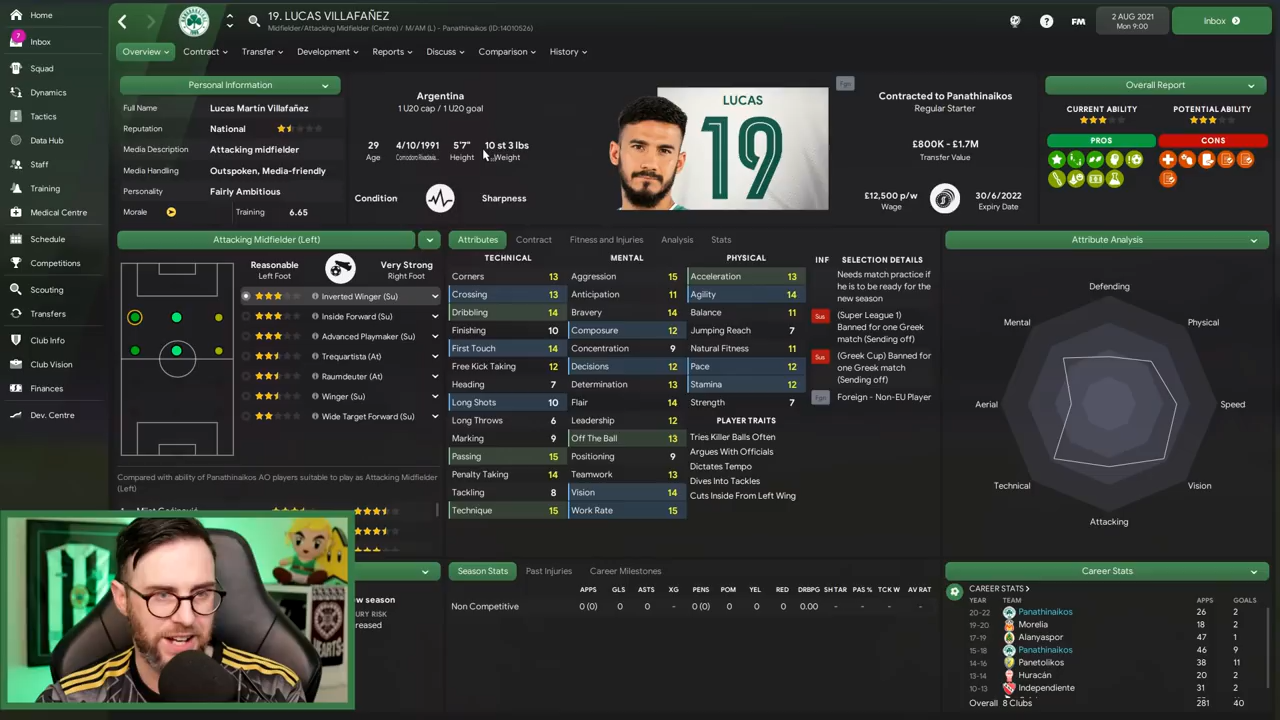 Home
7
Inbox
Squad
Dynamics
Tactics
Data Hub
Staff
Training
Medical Centre
Schedule
Competitions
Scouting
Transfers
Club Info
Club Vision
Finances
Dev. Centre
19. LUCAS VILLAFAÑEZ
Midfielder/Attacking Midfielder (Centre) / M/AM (L) - Panathinaikos (ID:14010526)
FM
2 AUG 2021
Mon 9:00
Inbox
Overview
Contract
Transfer
Development
Reports
Discuss
Comparison
History
Personal Information
Full Name Lucas Martín Villafañez
Reputation National
Media Description Attacking midfielder
Media Handling Outspoken, Media-friendly
Personality Fairly Ambitious
Morale Training 6.65
Argentina
1 U20 cap / 1 U20 goal
29 4/10/1991 5'7" 10 st 3 lbs
Age Height Weight
Condition Sharpness
LUCAS
19
Fgn
Contracted to Panathinaikos
Regular Starter
£800K - £1.7M
Transfer Value
£12,500 p/w 30/6/2022
Wage Expiry Date
Overall Report
CURRENT ABILITY POTENTIAL ABILITY
PROS CONS
Attacking Midfielder (Left)
Reasonable Very Strong
Left Foot Right Foot
Inverted Winger (Su)
Inside Forward (Su)
Advanced Playmaker (Su)
Trequartista (At)
Raumdeuter (At)
Winger (Su)
Wide Target Forward (Su)
Compared with ability of Panathinaikos AO players suitable to play as Attacking Midfielder
(Left)
Attributes Contract Fitness and Injuries Analysis Stats
TECHNICAL MENTAL PHYSICAL
Corners 13 Aggression 15 Acceleration 13
Crossing 13 Anticipation 11 Agility 14
Dribbling 14 Bravery 14 Balance 11
Finishing 10 Composure 12 Jumping Reach 7
First Touch 14 Concentration 9 Natural Fitness 11
Free Kick Taking 12 Decisions 12 Pace 12
Heading 7 Determination 13 Stamina 12
Long Shots 10 Flair 14 Strength 7
Long Throws 6 Leadership 12 PLAYER TRAITS
Marking 9 Off The Ball 13 Tries Killer Balls Often
Passing 15 Positioning 9 Argues With Officials
Penalty Taking 14 Teamwork 13 Dictates Tempo
Tackling 8 Vision 14 Dives Into Tackles
Technique 15 Work Rate 15 Cuts Inside From Left Wing
INF SELECTION DETAILS
Needs match practice if
he is to be ready for the
new season
Sus (Super League 1)
Banned for one Greek
match (Sending off)
Sus (Greek Cup) Banned for
one Greek match
(Sending off)
Fgn Foreign - Non-EU Player
Attribute Analysis
Defending
Mental Physical
Aerial Speed
Technical Vision
Attacking
ew season
URY RISK
reased
HEARTS
Season Stats Past Injuries Career Milestones
APPS GLS ASTS XG PENS POM YEL RED DRBPG SH TAR PAS % TCK W AV RAT
Non Competitive 0 (0) 0 0 - 0 (0) 0 0 0 0.00 - - - -
Career Stats
CAREER STATS
YEAR TEAM APPS GOALS
20-22 Panathinaikos 26 2
19-20 Morelia 18 2
17-19 Alanyaspor 47 1
15-18 Panathinaikos 46 9
14-16 Panetolikos 38 11
13-14 Huracán 20 2
10-13 Independiente 31 2
Overall 8 Clubs 281 40